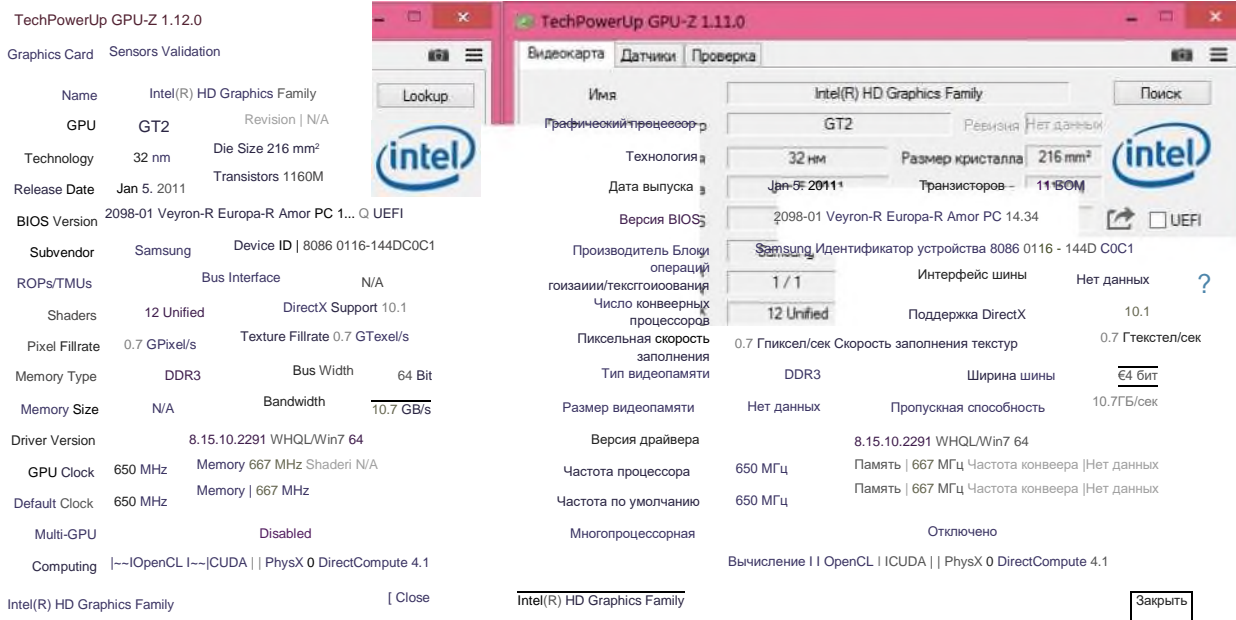 TechPowerUp GPU-Z 1.12.0
Graphics Card Sensors Validation
Name Intel(R) HD Graphics Family Lookup
GPU GT2 Revision | N/A
intel
Technology 32 nm Die Size 216 mm²
Release Date Jan 5. 2011 Transistors 1160M
BIOS Version 2098-01 Veyron-R Europa-R Amor PC 1... Q UEFI
Subvendor Samsung Device ID | 8086 0116-144DC0C1
ROPs/TMUs Bus Interface N/A
Shaders 12 Unified DirectX Support 10.1
Pixel Fillrate 0.7 GPixel/s Texture Fillrate 0.7 GTexel/s
Memory Type DDR3 Bus Width 64 Bit
Memory Size N/A Bandwidth 10.7 GB/s
Driver Version 8.15.10.2291 WHQL/Win7 64
GPU Clock 650 MHz Memory 667 MHz Shaderi N/A
Default Clock 650 MHz Memory | 667 MHz
Multi-GPU Disabled
Computing |~~IOpenCL I~~|CUDA | | PhysX 0 DirectCompute 4.1
Intel(R) HD Graphics Family [ Close
TechPowerUp GPU-Z 1.11.0
Видеокарта Датчики Проверка
Имя Intel(R) HD Graphics Family Поиск
Графический процессор GT2 Ревизия Нет данных
intel
Технология 32 нм Размер кристалла 216 mm²
Дата выпуска Jan 5 2011 Транзисторов - 11 BOM
Версия BIOS 2098-01 Veyron-R Europa-R Amor PC 14.34 UEFI
Производитель Блоки Samsung Идентификатор устройства 8086 0116 - 144D C0C1
операций
гоизаиии/тексгоиоования 1 / 1 Интерфейс шины Нет данных ?
Число конвеерных
процессоров 12 Unified Поддержка DirectX 10.1
Пиксельная скорость
заполнения 0.7 Гпиксел/сек Скорость заполнения текстур 0.7 Гтекстел/сек
Тип видеопамяти DDR3 Ширина шины €4 бит
Размер видеопамяти Нет данных Пропускная способность 10.7ГБ/сек
Версия драйвера 8.15.10.2291 WHQL/Win7 64
Частота процессора 650 МГц Память | 667 МГц Частота конвеера |Нет данных
Частота по умолчанию 650 МГц Память | 667 МГц Частота конвеера |Нет данных
Многопроцессорная Отключено
Вычисление I I OpenCL I ICUDA | | PhysX 0 DirectCompute 4.1
Intel(R) HD Graphics Family Закрыть